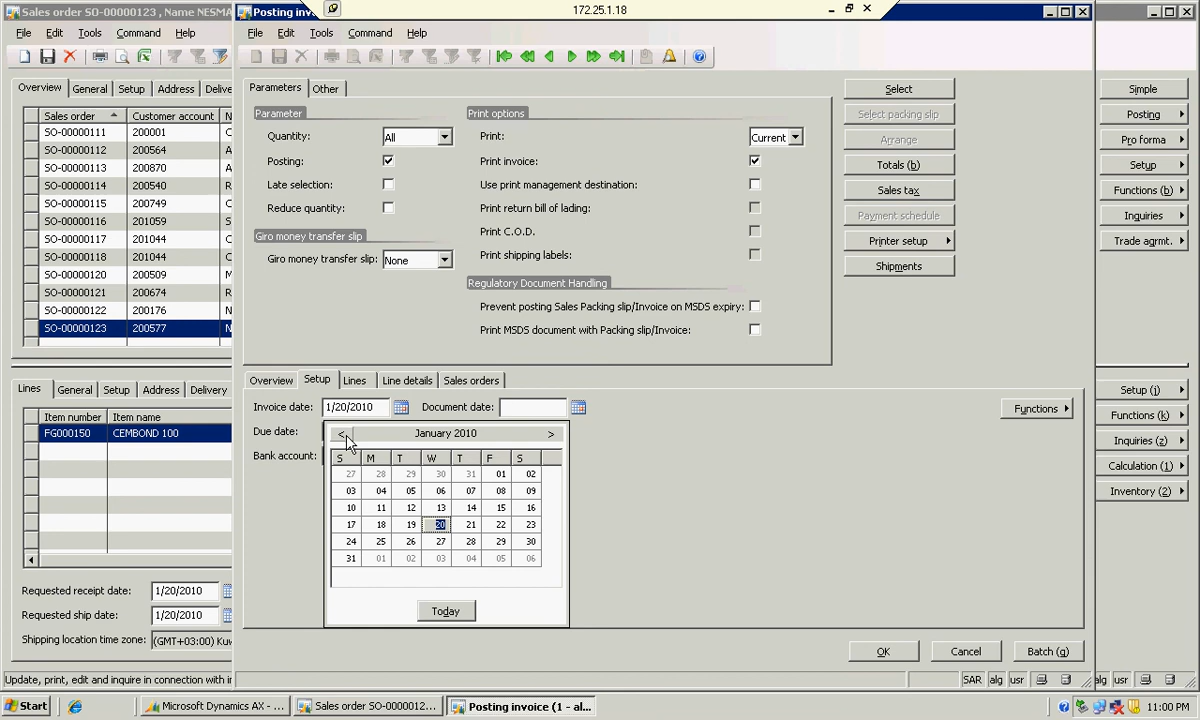 Sales order SO-00000123 , Name NESMA
Posting inv
172.25.1.18
File Edit Tools Command Help
File Edit Tools Command Help
Overview General Setup Address
Sales order Customer account
SO-00000111 200001
SO-00000112 200564
SO-00000113 200870
SO-00000114 200540
SO-00000115 200749
SO-00000116 201059
SO-00000117 201044
SO-00000118 201044
SO-00000120 200509
SO-00000121 200674
SO-00000122 200176
SO-00000123 200577
Lines General Setup Address Delivery
Item number Item name
FG000150 CEMBOND 100
Requested receipt date: 1/20/2010
Requested ship date: 1/20/2010
Shipping location time zone: (GMT+03:00)
Update, print, edit and inquire in connection with
Parameters Other
Parameter
Quantity: All
Posting:
Late selection:
Reduce quantity:
Giro money transfer slip
Giro money transfer slip: None
Print options
Print: Current
Print invoice:
Use print management destination:
Print return bill of lading:
Print C.O.D.
Print shipping labels:
Regulatory Document Handling
Prevent posting Sales Packing slip/Invoice on MSDS expiry:
Print MSDS document with Packing slip/Invoice:
Select
Select packing slip
Arrange
Totals (b)
Sales tax
Payment schedule
Printer setup
Shipments
Overview Setup Lines Line details Sales orders
Invoice date: 1/20/2010 Document date:
Due date:
Bank account:
Functions
< January 2010 >
S M T W T F S
27 28 29 30 31 01 02
03 04 05 06 07 08 09
10 11 12 13 14 15 16
17 18 19 20 21 22 23
24 25 26 27 28 29 30
31 01 02 03 04 05 06
Today
OK Cancel Batch (g)
SAR alg usr
Simple
Posting
Pro forma
Setup
Functions (b)
Inquiries
Trade agrmt.
Setup (j)
Functions (k)
Inquiries (z)
Calculation (1)
Inventory (2)
alg usr
Start Microsoft Dynamics AX - ... Sales order SO-0000012... Posting invoice (1 - al... 11:00 PM